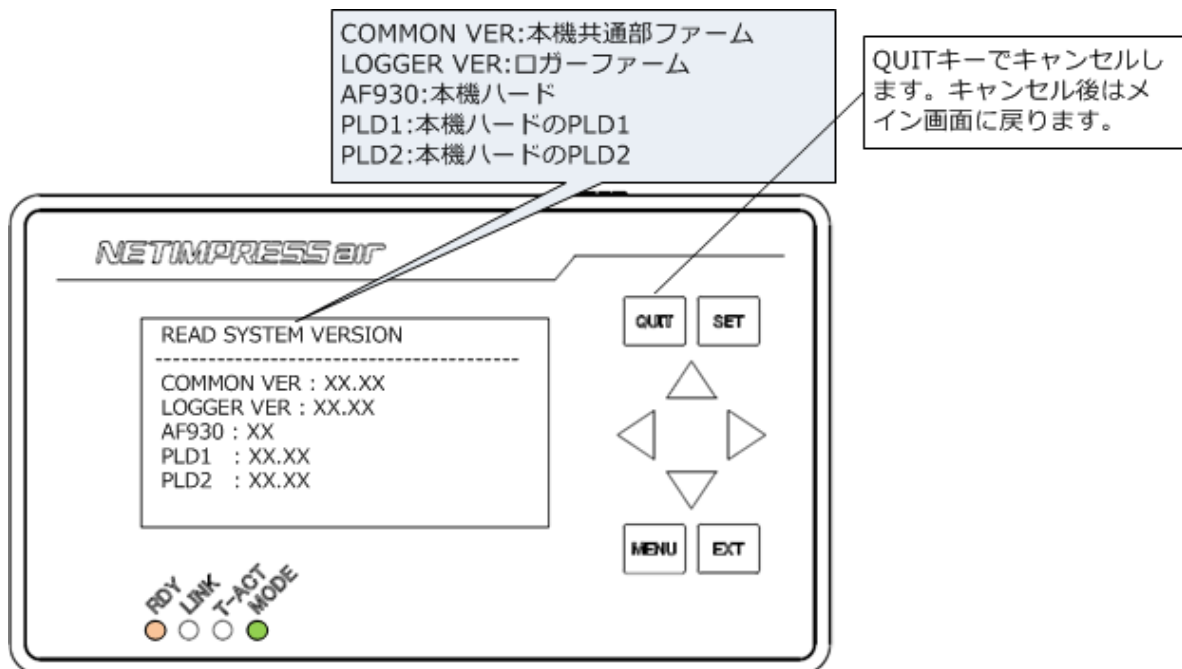 COMMON VER:本機共通部ファーム
LOGGER VER:ロガーファーム
AF930:本機ハード
PLD1:本機ハードのPLD1
PLD2:本機ハードのPLD2
QUITキーでキャンセルし
ます。キャンセル後はメ
イン画面に戻ります。
NETIMPRESS air
READ SYSTEM VERSION
----------------------------------------
COMMON VER : XX.XX
LOGGER VER : XX.XX
AF930 : XX
PLD1 : XX.XX
PLD2 : XX.XX
QUIT SET
MENU EXT
RDY LINK T-ACT MODE